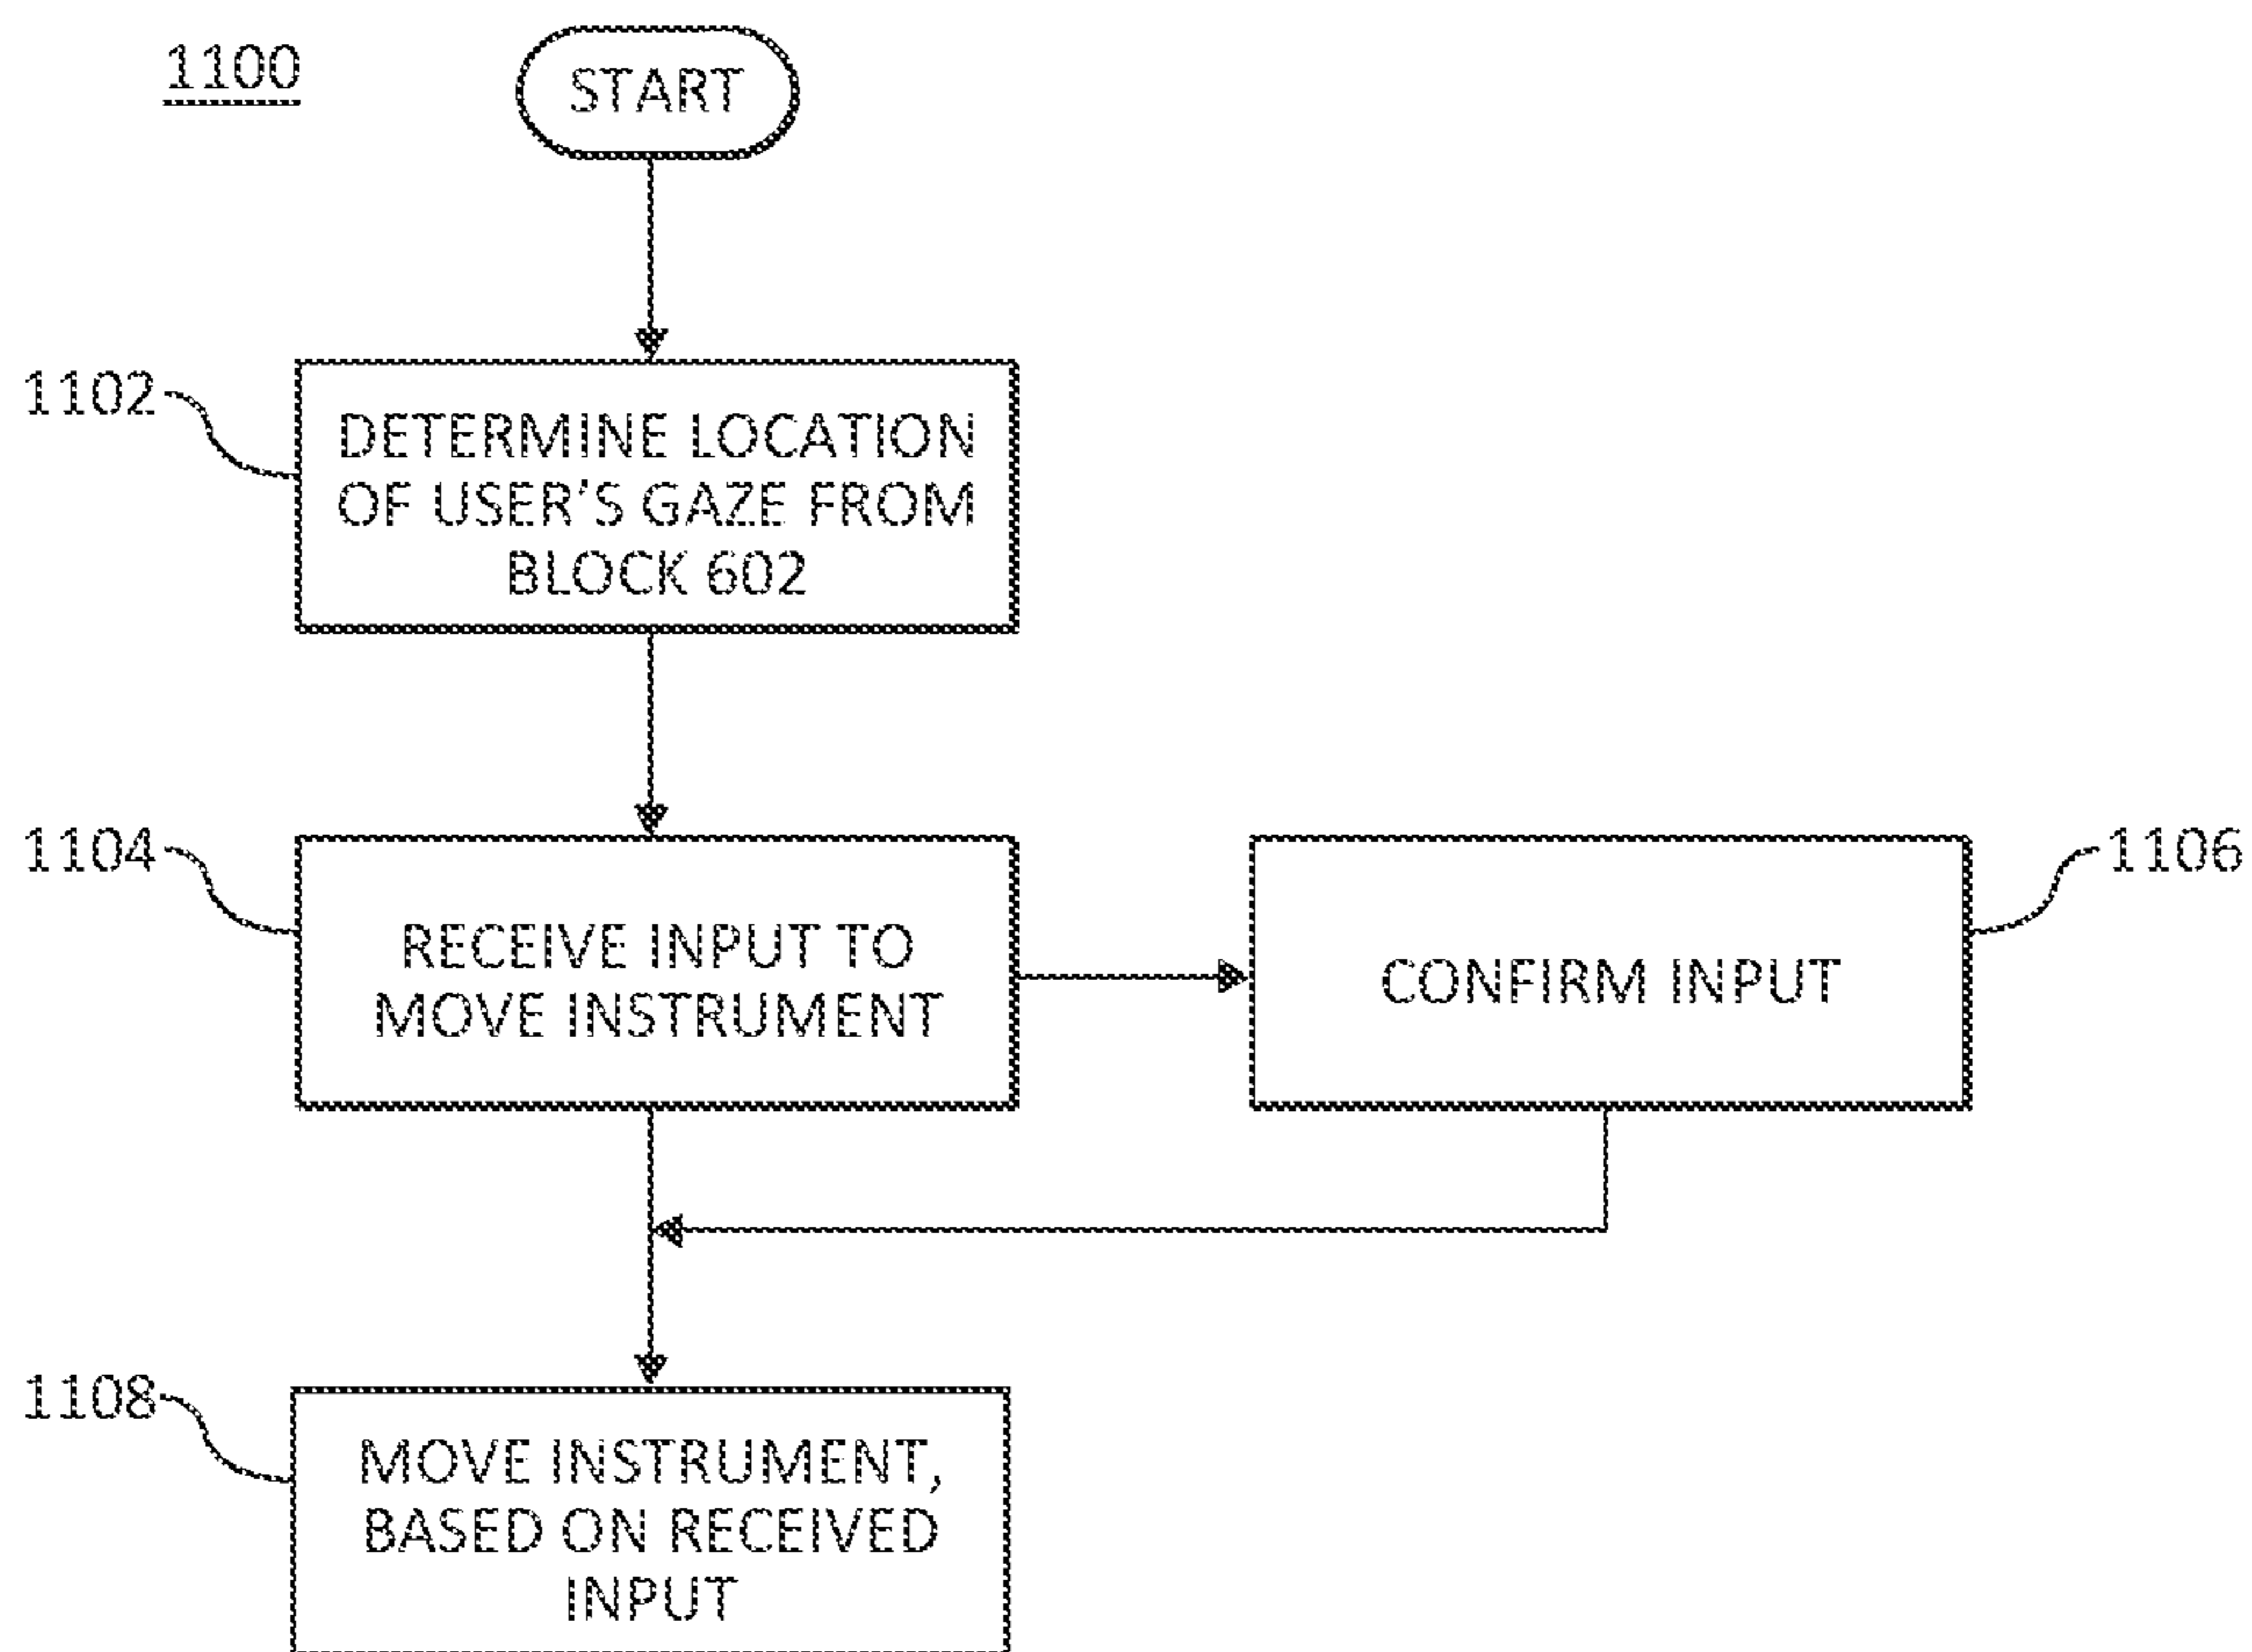 1100
START
1102
DETERMINE LOCATION
OF USER'S GAZE FROM
BLOCK 602
1104
RECEIVE INPUT TO
MOVE INSTRUMENT
CONFIRM INPUT
1106
1108
MOVE INSTRUMENT,
BASED ON RECEIVED
INPUT